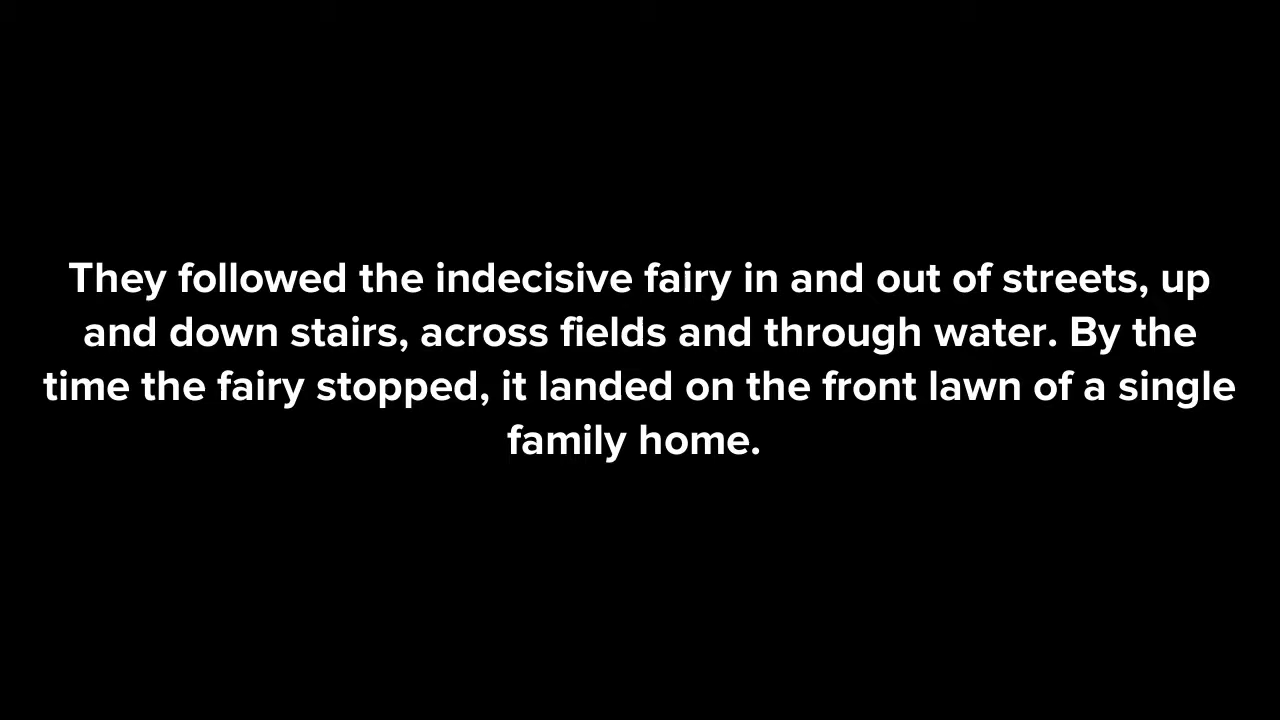 They followed the indecisive fairy in and out of streets, up
and down stairs, across fields and through water. By the
time the fairy stopped, it landed on the front lawn of a single
family home.